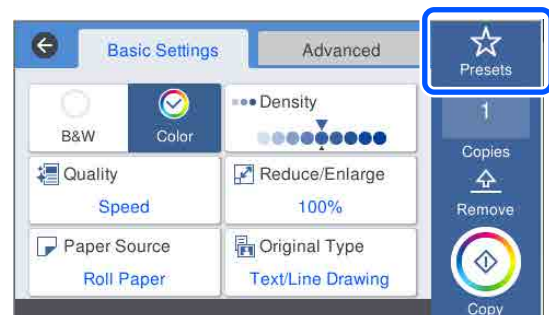 Basic Settings
Advanced
Presets
B&W
Color
Density
1
Copies
Quality
Speed
Reduce/Enlarge
100%
Remove
Paper Source
Roll Paper
Original Type
Text/Line Drawing
Copy